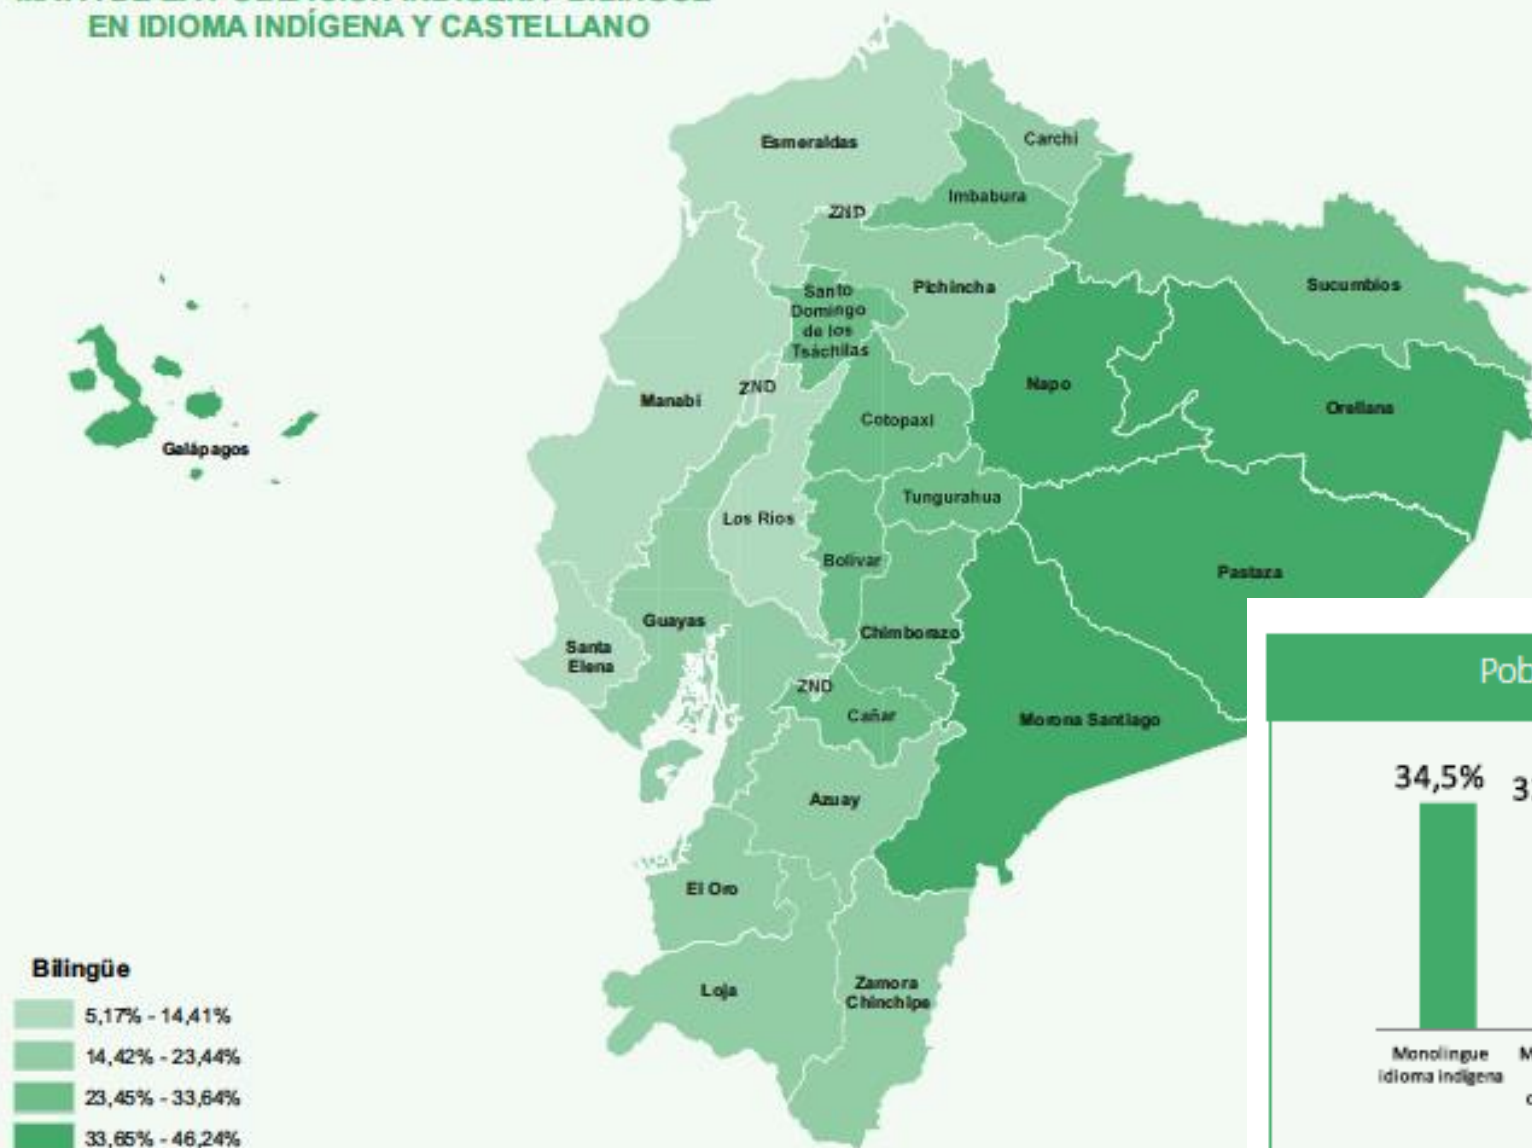 EN IDIOMA INDÍGENA Y CASTELLANO
Esmeraldas
Carchi
Imbabura
ZND
Sucumbíos
Pichincha
Santo
Domingo
de los
Tsáchilas
Napo
Manabí
ZND
Orellana
Cotopaxi
Galápagos
Tungurahua
Los Ríos
Bolívar
Pastaza
Guayas
Chimborazo
Santa
Elena
ZND
Cañar
Morona Santiago
Azuay
El Oro
Loja
Zamora
Chinchipe
Bilingüe
5,17% - 14,41%
14,42% - 23,44%
23,45% - 33,64%
33,65% - 46,24%
Pob
34,5%
3
Monolingue
idioma indígena
M